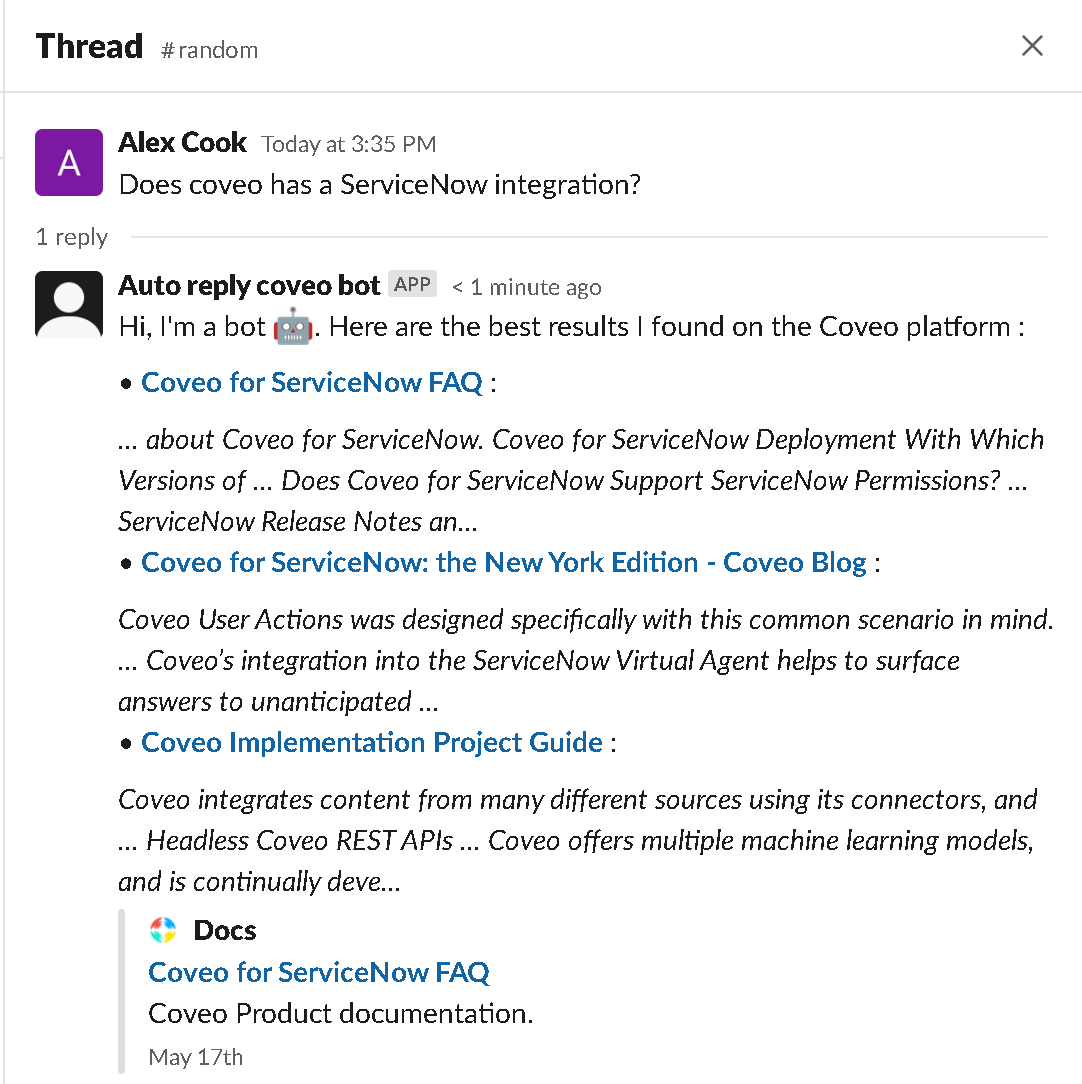 Thread #random
A
Alex Cook Today at 3:35 PM
Does coveo has a ServiceNow integration?
1 reply
Auto reply coveo bot APP < 1 minute ago
Hi, I'm a bot 🤖. Here are the best results I found on the Coveo platform :
• Coveo for ServiceNow FAQ :
... about Coveo for ServiceNow. Coveo for ServiceNow Deployment With Which
Versions of ... Does Coveo for ServiceNow Support ServiceNow Permissions? ...
ServiceNow Release Notes an...
• Coveo for ServiceNow: the New York Edition - Coveo Blog :
Coveo User Actions was designed specifically with this common scenario in mind.
... Coveo’s integration into the ServiceNow Virtual Agent helps to surface
answers to unanticipated ...
• Coveo Implementation Project Guide :
Coveo integrates content from many different sources using its connectors, and
... Headless Coveo REST APIs ... Coveo offers multiple machine learning models,
and is continually deve...
Docs
Coveo for ServiceNow FAQ
Coveo Product documentation.
May 17th